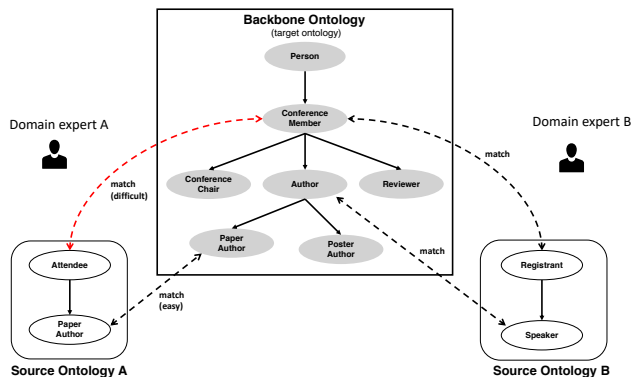 Backbone Ontology
(target ontology)
Person
Conference
Member
Domain expert A
Domain expert B
match
match
(difficult)
Conference
Chair
Author
Reviewer
Paper
Author
Poster
Author
match
Attendee
Registrant
match
(easy)
Paper
Author
Speaker
Source Ontology A
Source Ontology B